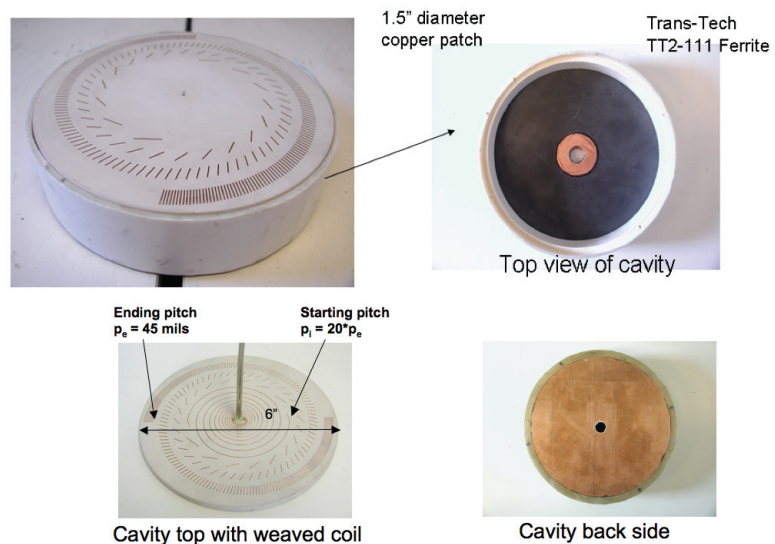 1.5” diameter
copper patch
Trans-Tech
TT2-111 Ferrite
Top view of cavity
Ending pitch
pₑ = 45 mils
Starting pitch
pᵢ = 20*pₑ
6”
Cavity top with weaved coil
Cavity back side